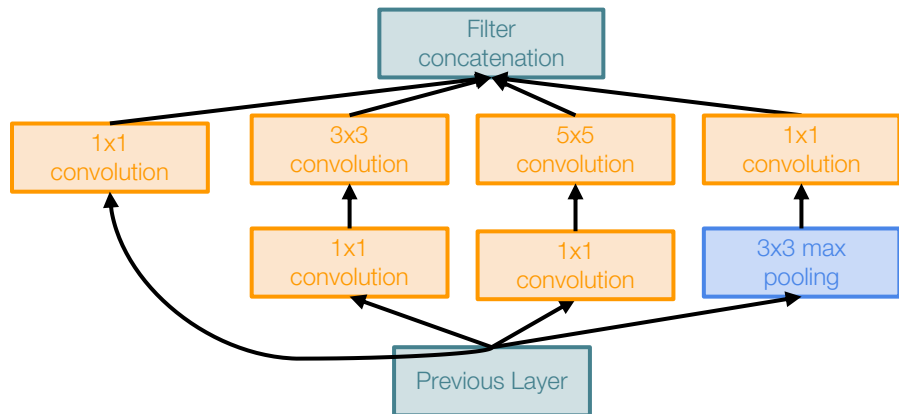 Filter
concatenation
1x1
convolution
3x3
convolution
5x5
convolution
1x1
convolution
1x1
convolution
1x1
convolution
3x3 max
pooling
Previous Layer